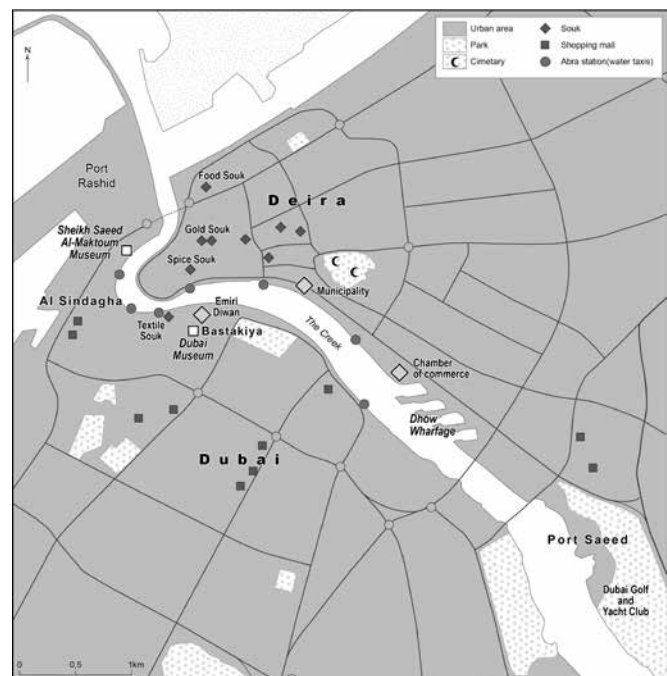 Urban area
Park
Cimetary
Souk
Shopping mall
Abra station(water taxis)
N
Port
Rashid
Food Souk
Deira
Sheikh Saeed
Al-Maktoum
Museum
Gold Souk
Spice Souk
Municipality
Al Sindagha
Emiri
Diwan
Textile
Souk
Bastakiya
Dubai
Museum
The Creek
Chamber
of commerce
Dhow
Wharfage
Dubai
Port Saeed
Dubai Golf
and
Yacht Club
0 0,5 1km